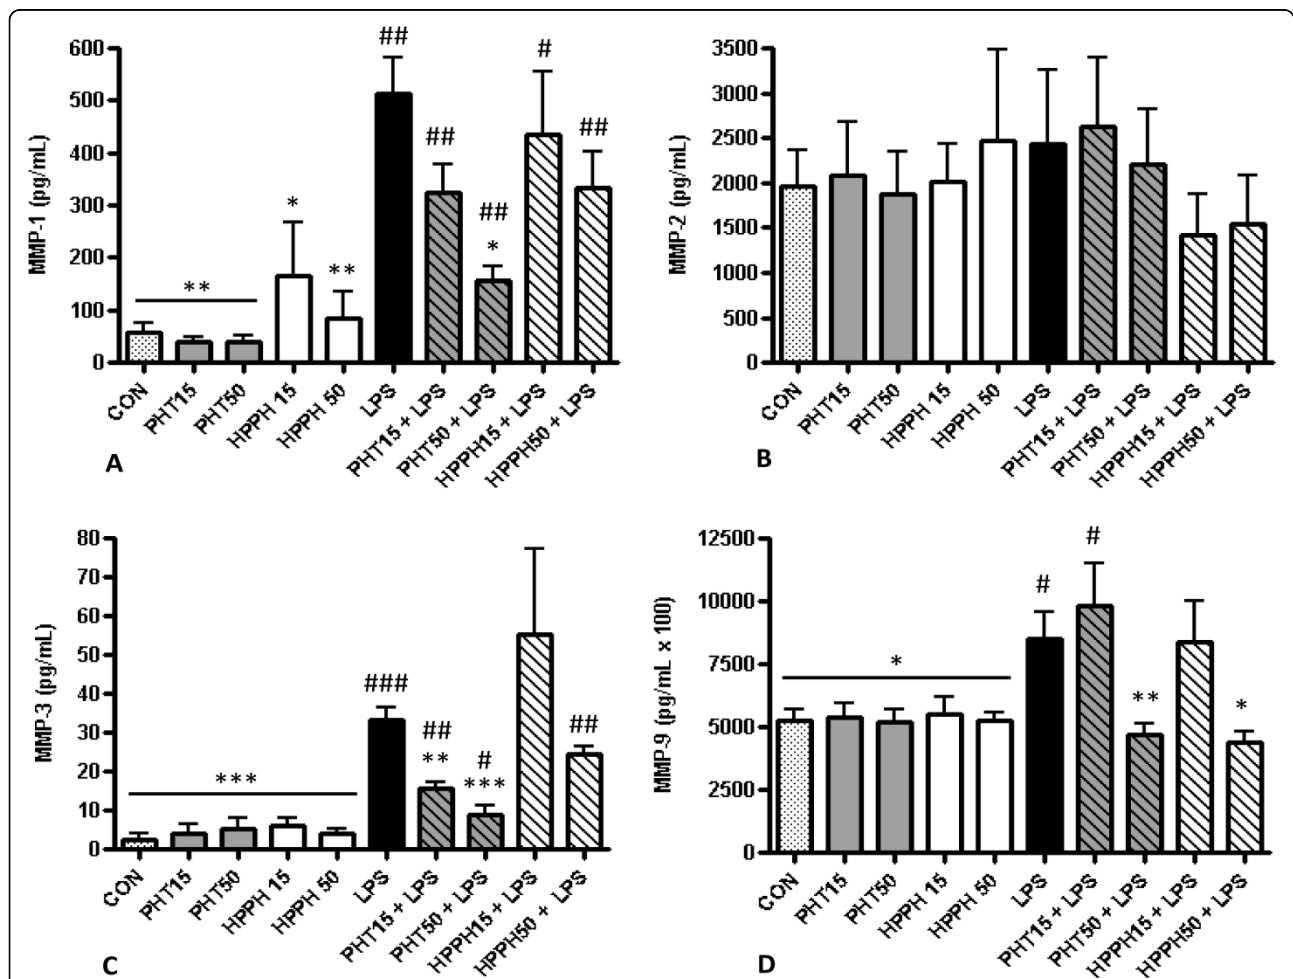 ##
600
500
400
300
200
100
0
MMP-1 (pg/mL)
**
*
**
##
##
*
#
##
CON
PHT15
PHT50
HPPH 15
HPPH 50
LPS
PHT15 + LPS
PHT50 + LPS
HPPH15 + LPS
HPPH50 + LPS
A
3500
3000
2500
2000
1500
1000
500
0
MMP-2 (pg/mL)
CON
PHT15
PHT50
HPPH 15
HPPH 50
LPS
PHT15 + LPS
PHT50 + LPS
HPPH15 + LPS
HPPH50 + LPS
B
80
70
60
50
40
30
20
10
0
MMP-3 (pg/mL)
***
###
##
**
#
***
##
CON
PHT15
PHT50
HPPH 15
HPPH 50
LPS
PHT15 + LPS
PHT50 + LPS
HPPH15 + LPS
HPPH50 + LPS
C
12500
10000
7500
5000
2500
0
MMP-9 (pg/mL x 100)
*
#
#
**
*
CON
PHT15
PHT50
HPPH 15
HPPH 50
LPS
PHT15 + LPS
PHT50 + LPS
HPPH15 + LPS
HPPH50 + LPS
D